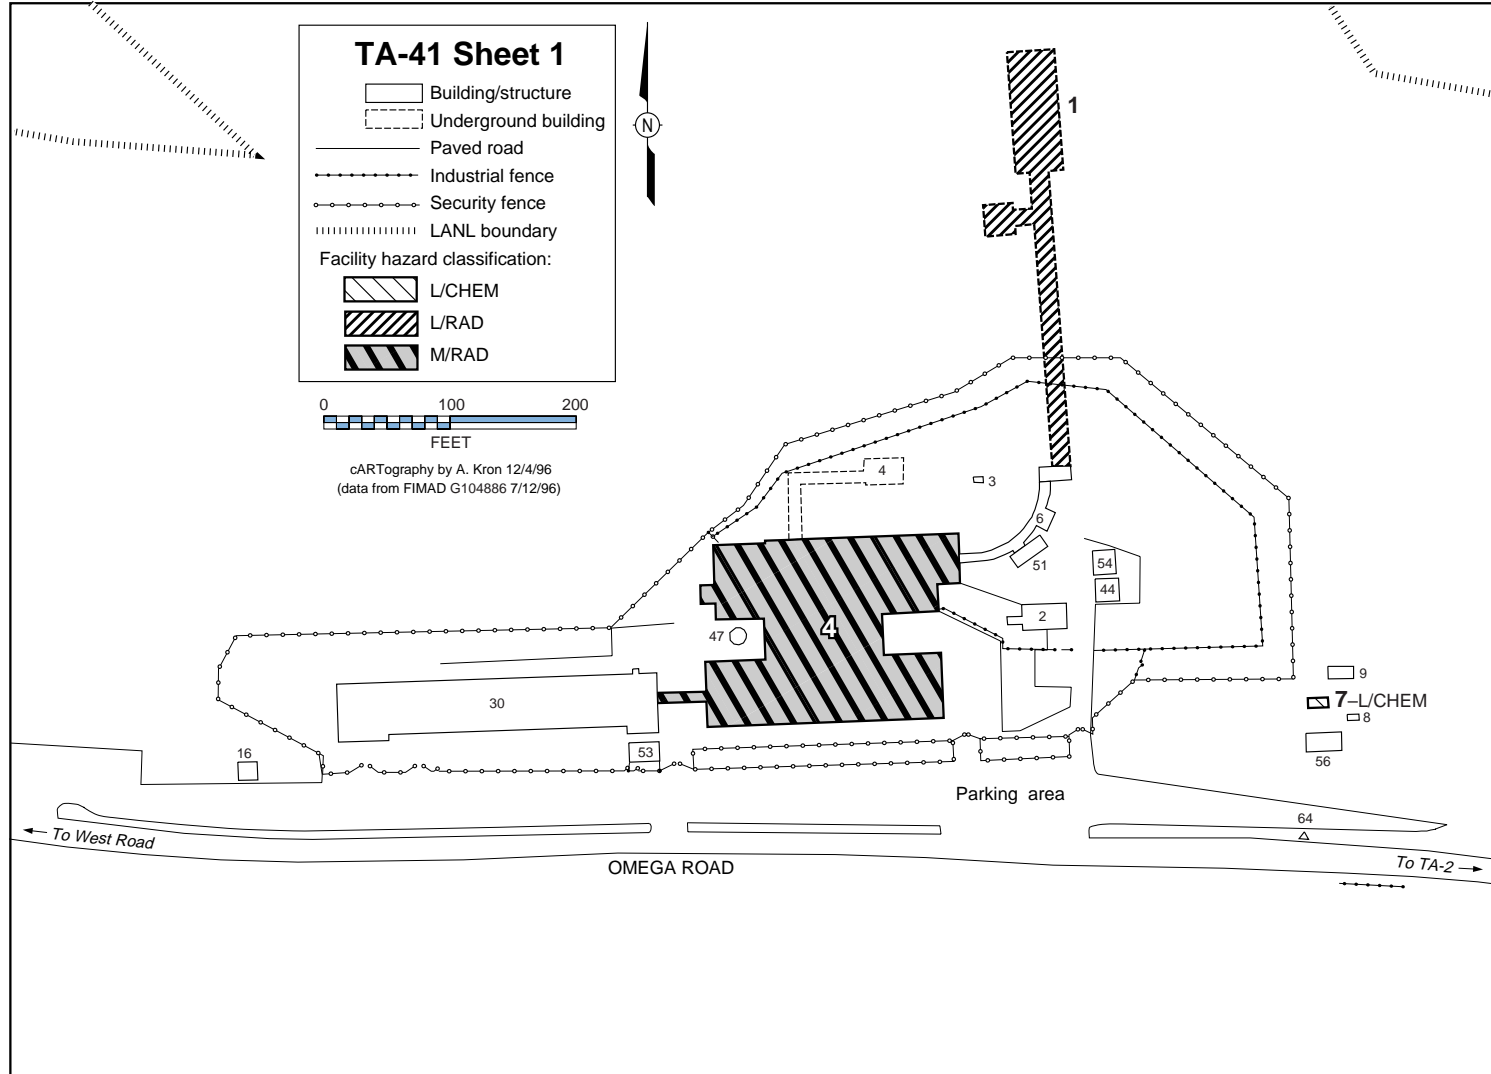 TA-41 Sheet 1
Building/structure
Underground building
Paved road
Industrial fence
Security fence
LANL boundary
Facility hazard classification:
L/CHEM
L/RAD
M/RAD
N
0 100 200
FEET
cARTography by A. Kron 12/4/96
(data from FIMAD G104886 7/12/96)
1
4
3
6
51
54
44
2
47
4
30
9
7–L/CHEM
8
56
16
53
Parking area
64
To West Road
OMEGA ROAD
To TA-2